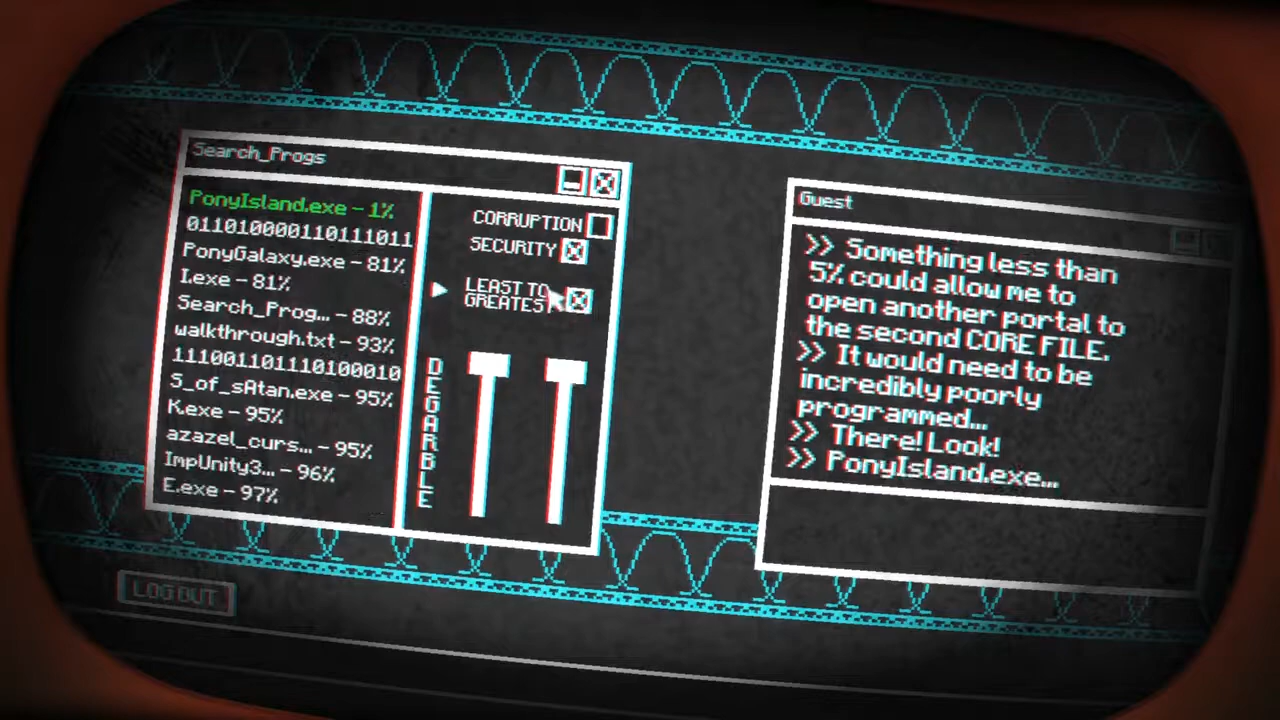 Search_Progs
PonyIsland.exe - 1%
011010000110111011
PonyGalaxy.exe - 81%
I.exe - 81%
Search_Prog... - 88%
walkthrough.txt - 93%
11100110111010001​0
S_of_sAtan.exe - 95%
K.exe - 95%
azazel_curs... - 95%
ImpUnity3... - 96%
E.exe - 97%
CORRUPTION
SECURITY
LEAST TO
GREATEST
DEGARBLE
Guest
>> Something less than
5% could allow me to
open another portal to
the second CORE FILE.
>> It would need to be
incredibly poorly
programmed...
>> There! Look!
>> PonyIsland.exe...
LOG OUT